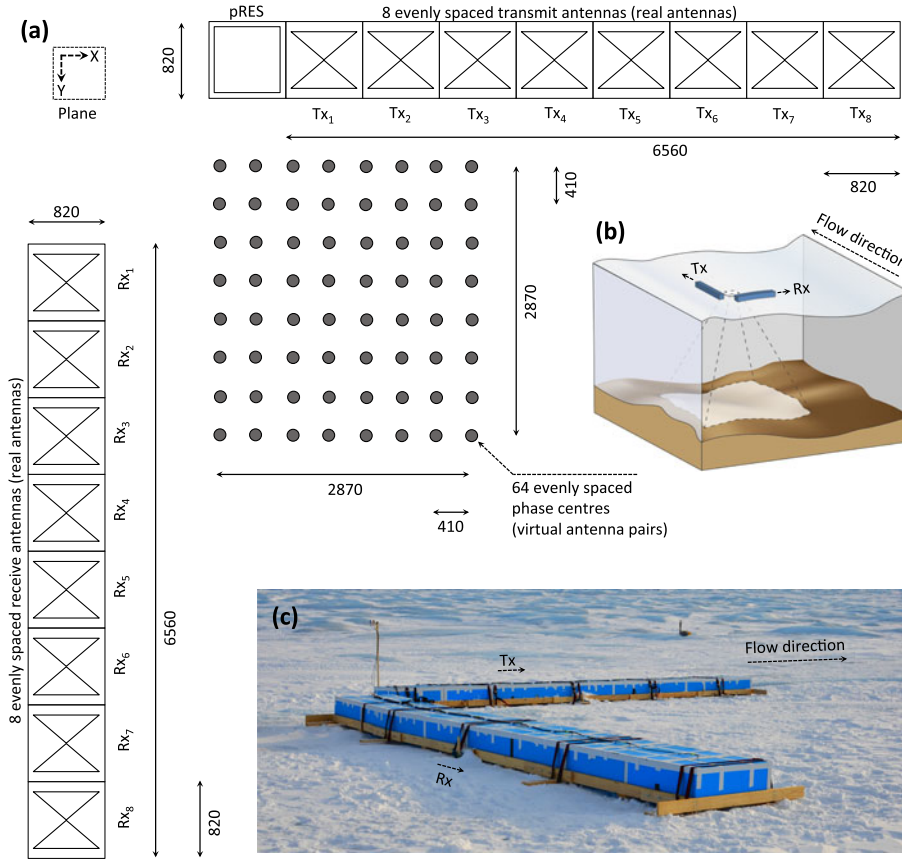 (a)
pRES
8 evenly spaced transmit antennas (real antennas)
X
Y
Plane
820
Tx1
Tx2
Tx3
Tx4
Tx5
Tx6
Tx7
Tx8
6560
820
410
2870
2870
410
64 evenly spaced
phase centres
(virtual antenna pairs)
(b)
Flow direction
Tx
Rx
820
8 evenly spaced receive antennas (real antennas)
Rx1
Rx2
Rx3
Rx4
Rx5
Rx6
Rx7
Rx8
6560
820
(c)
Tx
Flow direction
Rx